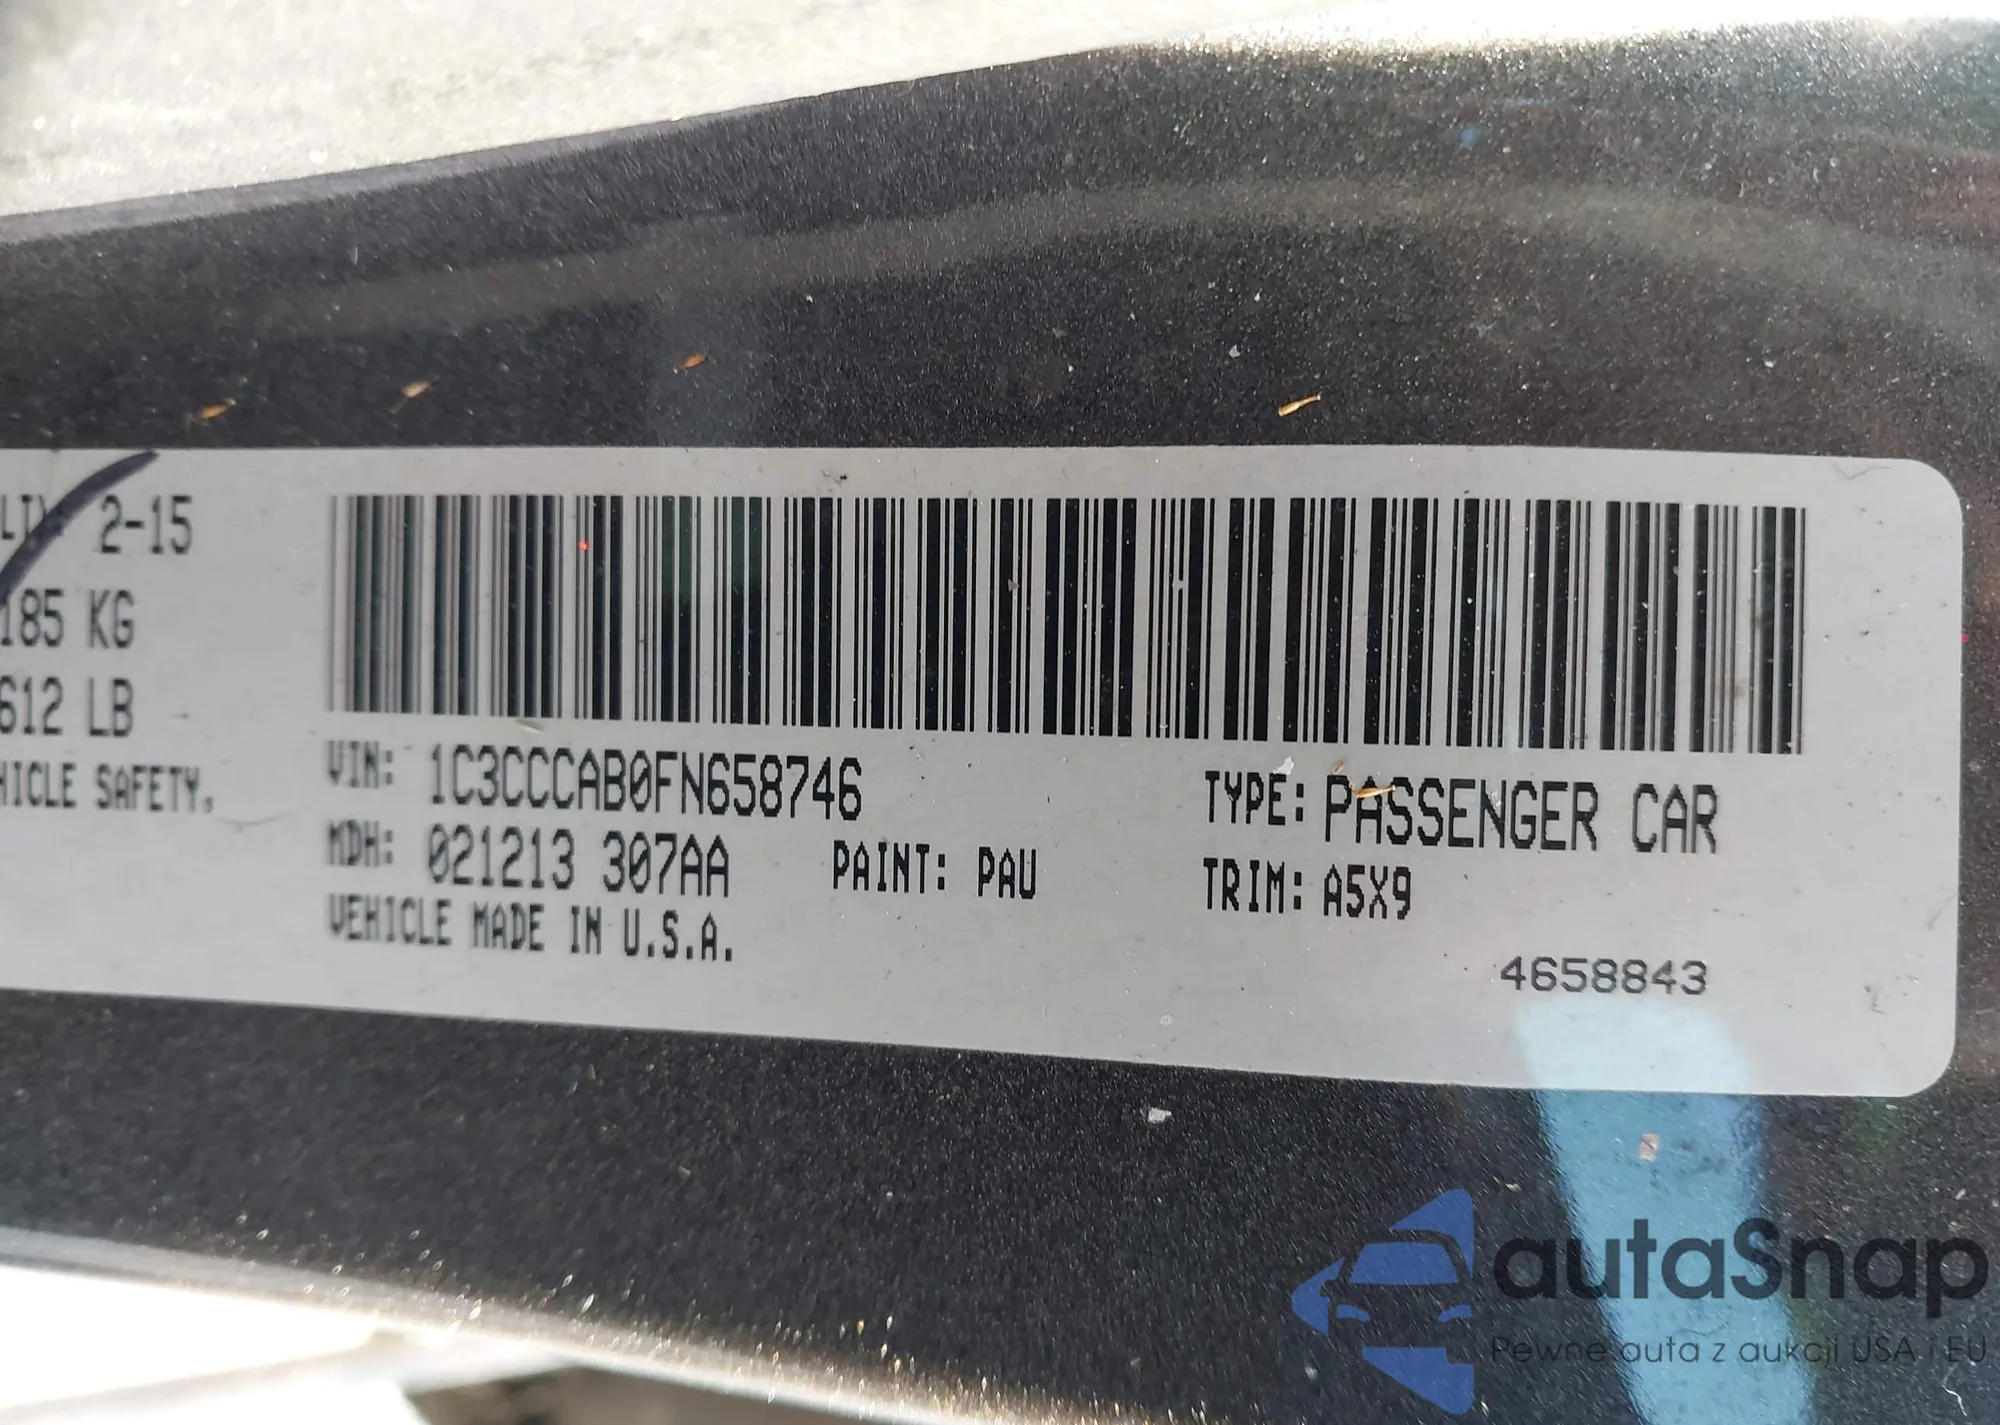 2-15
185 KG
612 LB
HICLE SAFETY,
VIN: 1C3CCCAB0FN658746
TYPE: PASSENGER CAR
MDH: 021213 307AA
PAINT: PAU
TRIM: A5X9
VEHICLE MADE IN U.S.A.
4658843
autaSnap
Pewne auta z aukcji USA i EU